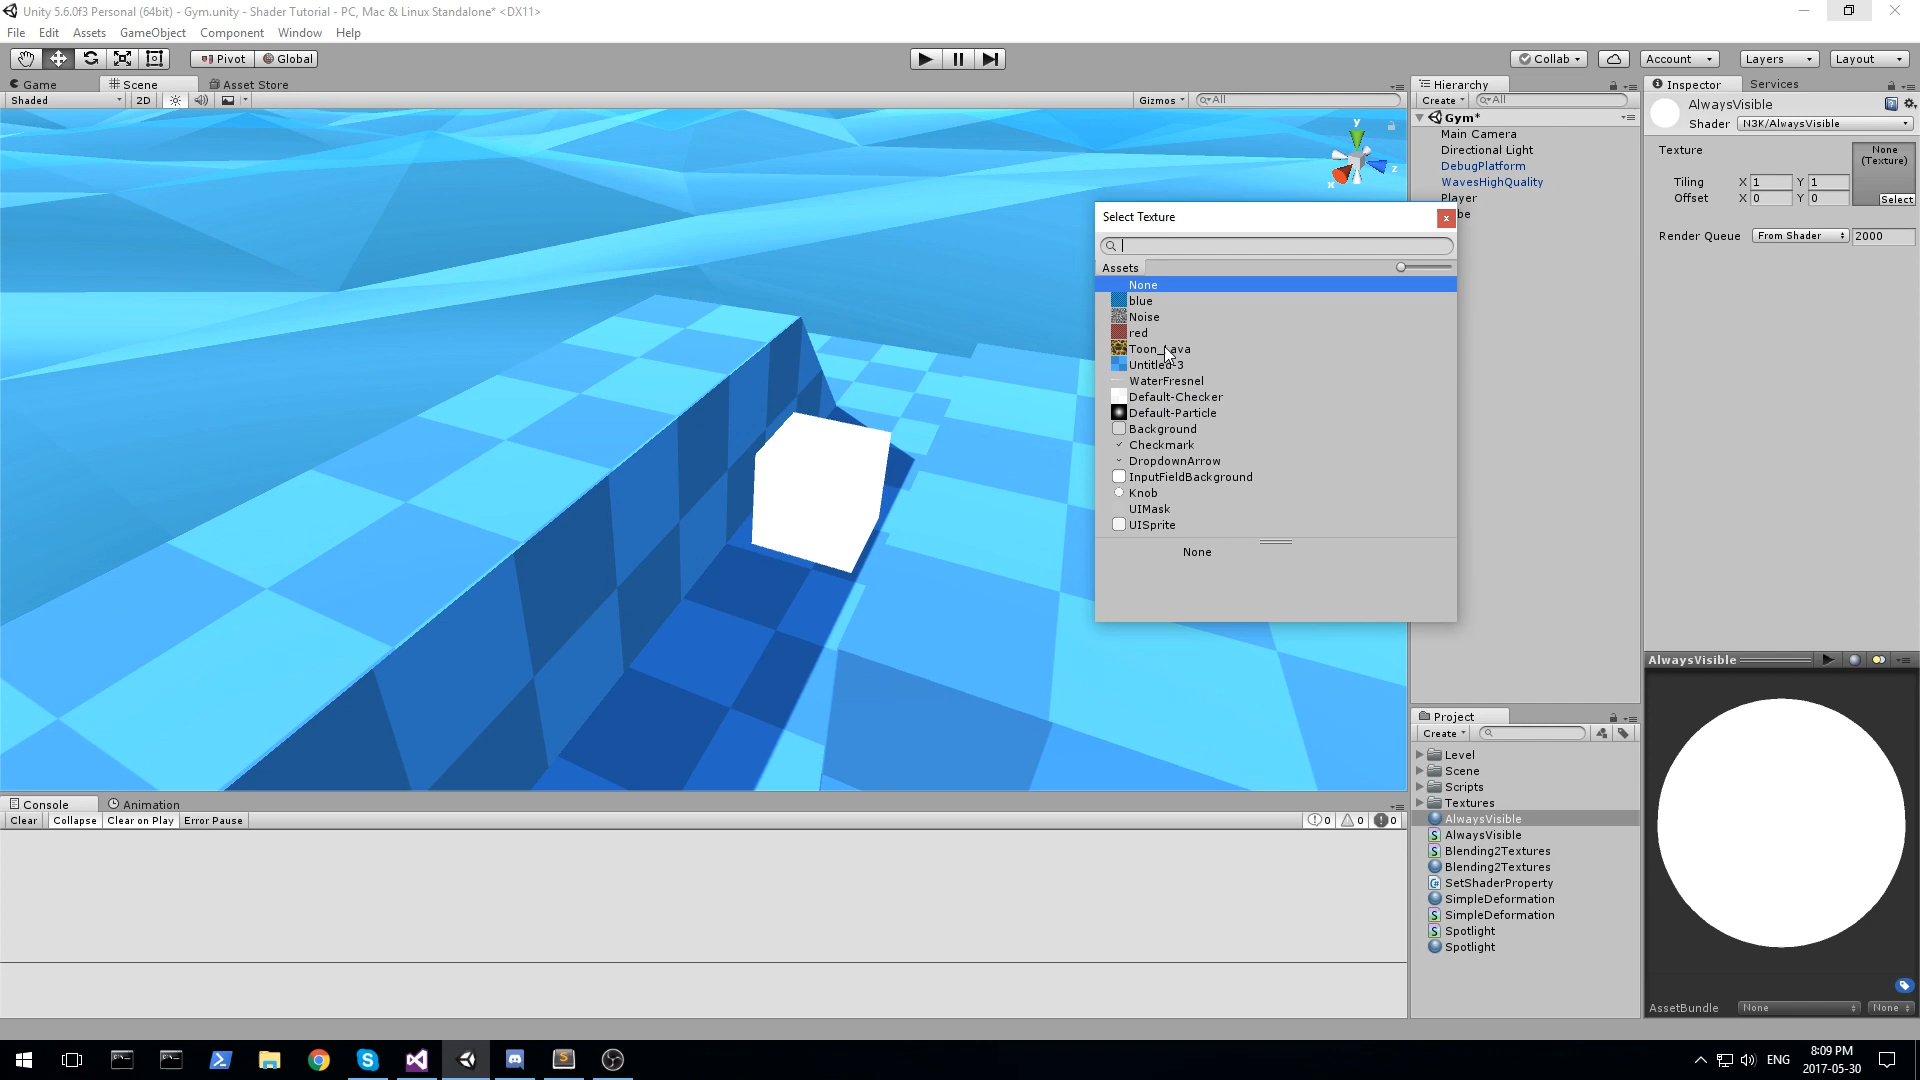 Unity 5.6.0f3 Personal (64bit) - Gym.unity - Shader Tutorial - PC, Mac & Linux Standalone* <DX11>
File Edit Assets GameObject Component Window Help
Pivot Global
Collab Account Layers Layout
Game Scene Asset Store
Shaded 2D Gizmos All
Hierarchy
Create All
Gym*
Main Camera
Directional Light
DebugPlatform
WavesHighQuality
Player
be
y
z
x
Inspector Services
AlwaysVisible
Shader N3K/AlwaysVisible
Texture
None
(Texture)
Tiling X 1 Y 1
Offset X 0 Y 0
Select
Render Queue From Shader 2000
Select Texture
Assets
None
blue
Noise
red
Toon_Lava
Untitled-3
WaterFresnel
Default-Checker
Default-Particle
Background
Checkmark
DropdownArrow
InputFieldBackground
Knob
UIMask
UISprite
None
Console Animation
Clear Collapse Clear on Play Error Pause
0 0 0
Project
Create
Level
Scene
Scripts
Textures
AlwaysVisible
AlwaysVisible
Blending2Textures
Blending2Textures
SetShaderProperty
SimpleDeformation
SimpleDeformation
Spotlight
Spotlight
AlwaysVisible
AssetBundle None None
ENG
8:09 PM
2017-05-30